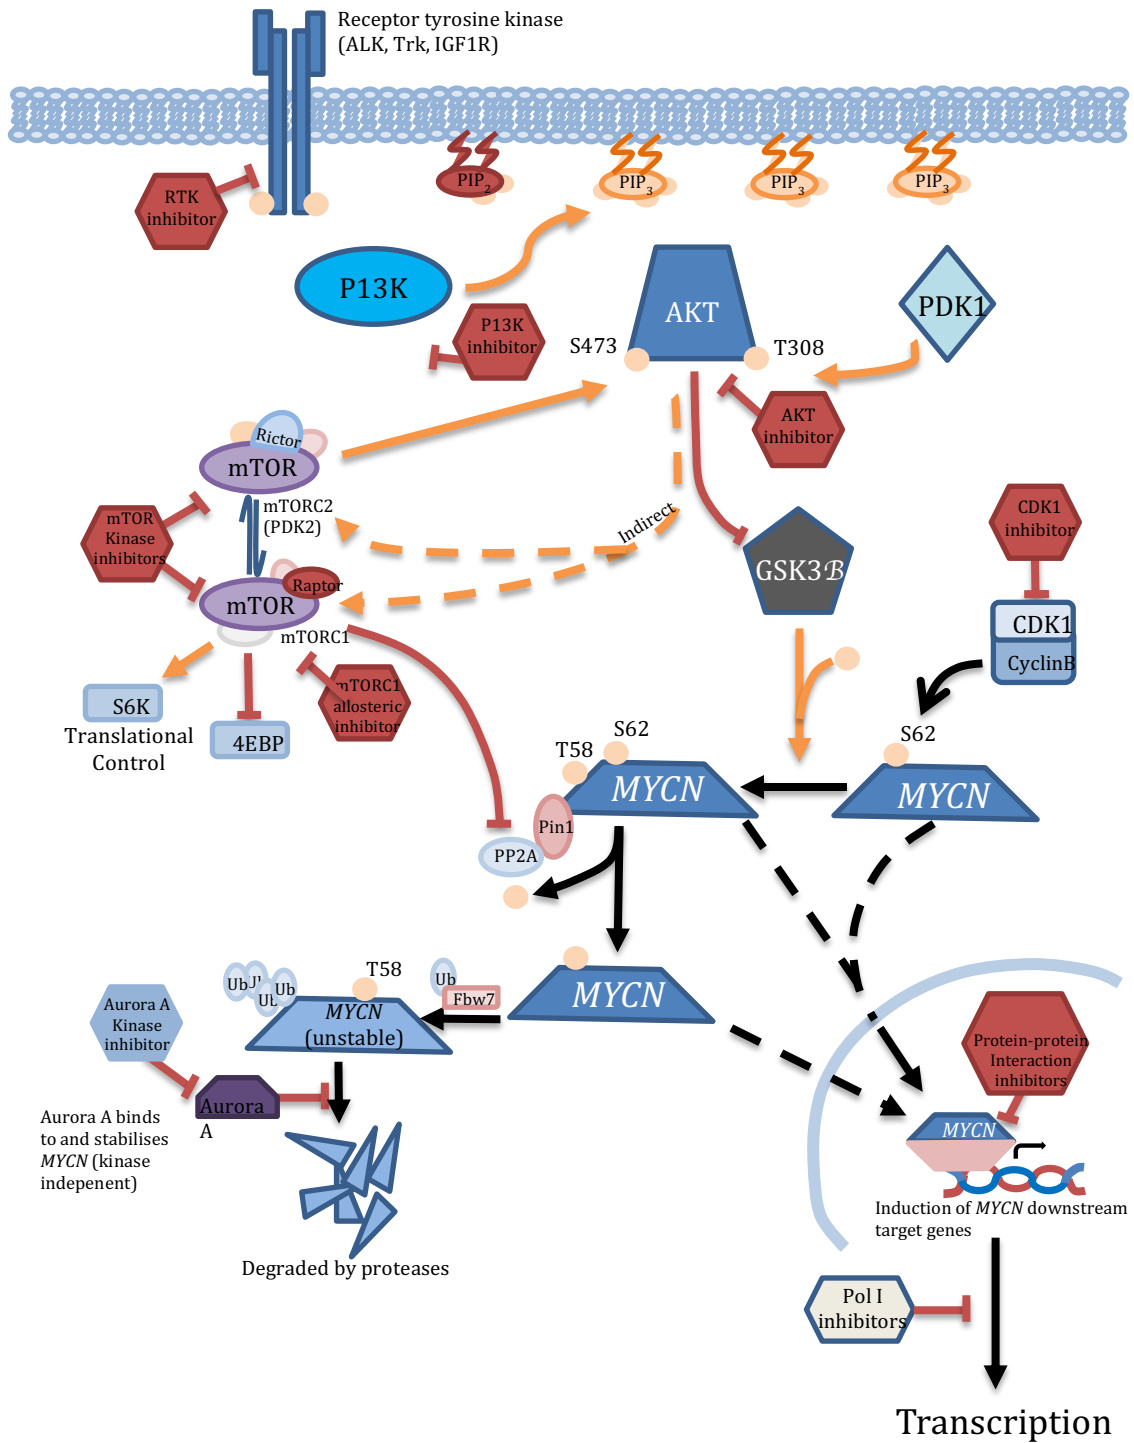 Receptor tyrosine kinase
(ALK, Trk, IGF1R)
RTK
inhibitor
PIP2
PIP3
PIP3
PIP3
P13K
P13K
inhibitor
AKT
S473
T308
PDK1
AKT
inhibitor
Rictor
mTOR
mTORC2
(PDK2)
mTOR
Kinase
inhibitors
Indirect
Raptor
mTOR
mTORC1
GSK3ℬ
CDK1
inhibitor
CDK1
CyclinB
S6K
Translational
Control
4EBP
mTORC1
allosteric
inhibitor
S62
T58
MYCN
S62
MYCN
Pin1
PP2A
MYCN
Ub
Fbw7
Ub
Ub
Ub
T58
MYCN
(unstable)
Aurora A
Kinase
inhibitor
Aurora
A
Aurora A binds
to and stabilises
MYCN (kinase
indepenent)
Degraded by proteases
Protein-protein
Interaction
inhibitors
MYCN
Induction of MYCN downstream
target genes
Pol I
inhibitors
Transcription